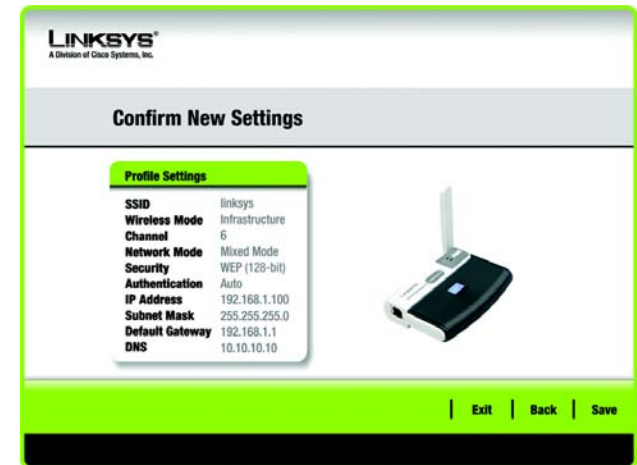 LINKSYS®
A Division of Cisco Systems, Inc.
Confirm New Settings
Profile Settings
SSID linksys
Wireless Mode Infrastructure
Channel 6
Network Mode Mixed Mode
Security WEP (128-bit)
Authentication Auto
IP Address 192.168.1.100
Subnet Mask 255.255.255.0
Default Gateway 192.168.1.1
DNS 10.10.10.10
Exit Back Save